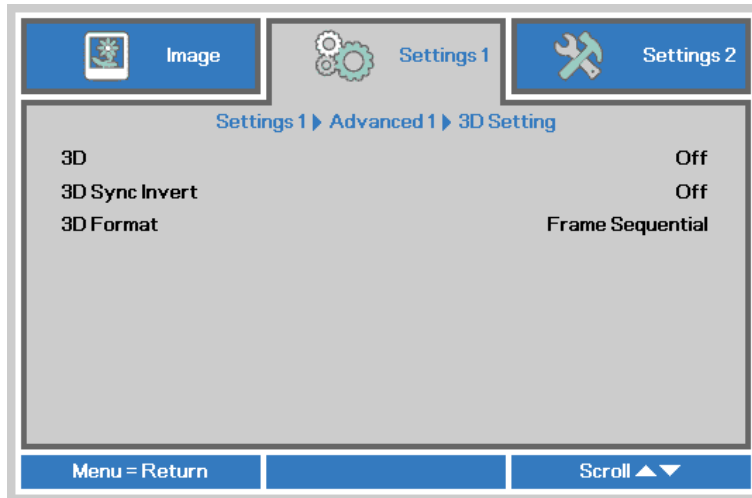 Image
Settings 1
Settings 2
Settings 1 ▶ Advanced 1 ▶ 3D Setting
3D Off
3D Sync Invert Off
3D Format Frame Sequential
Menu = Return
Scroll ▲▼